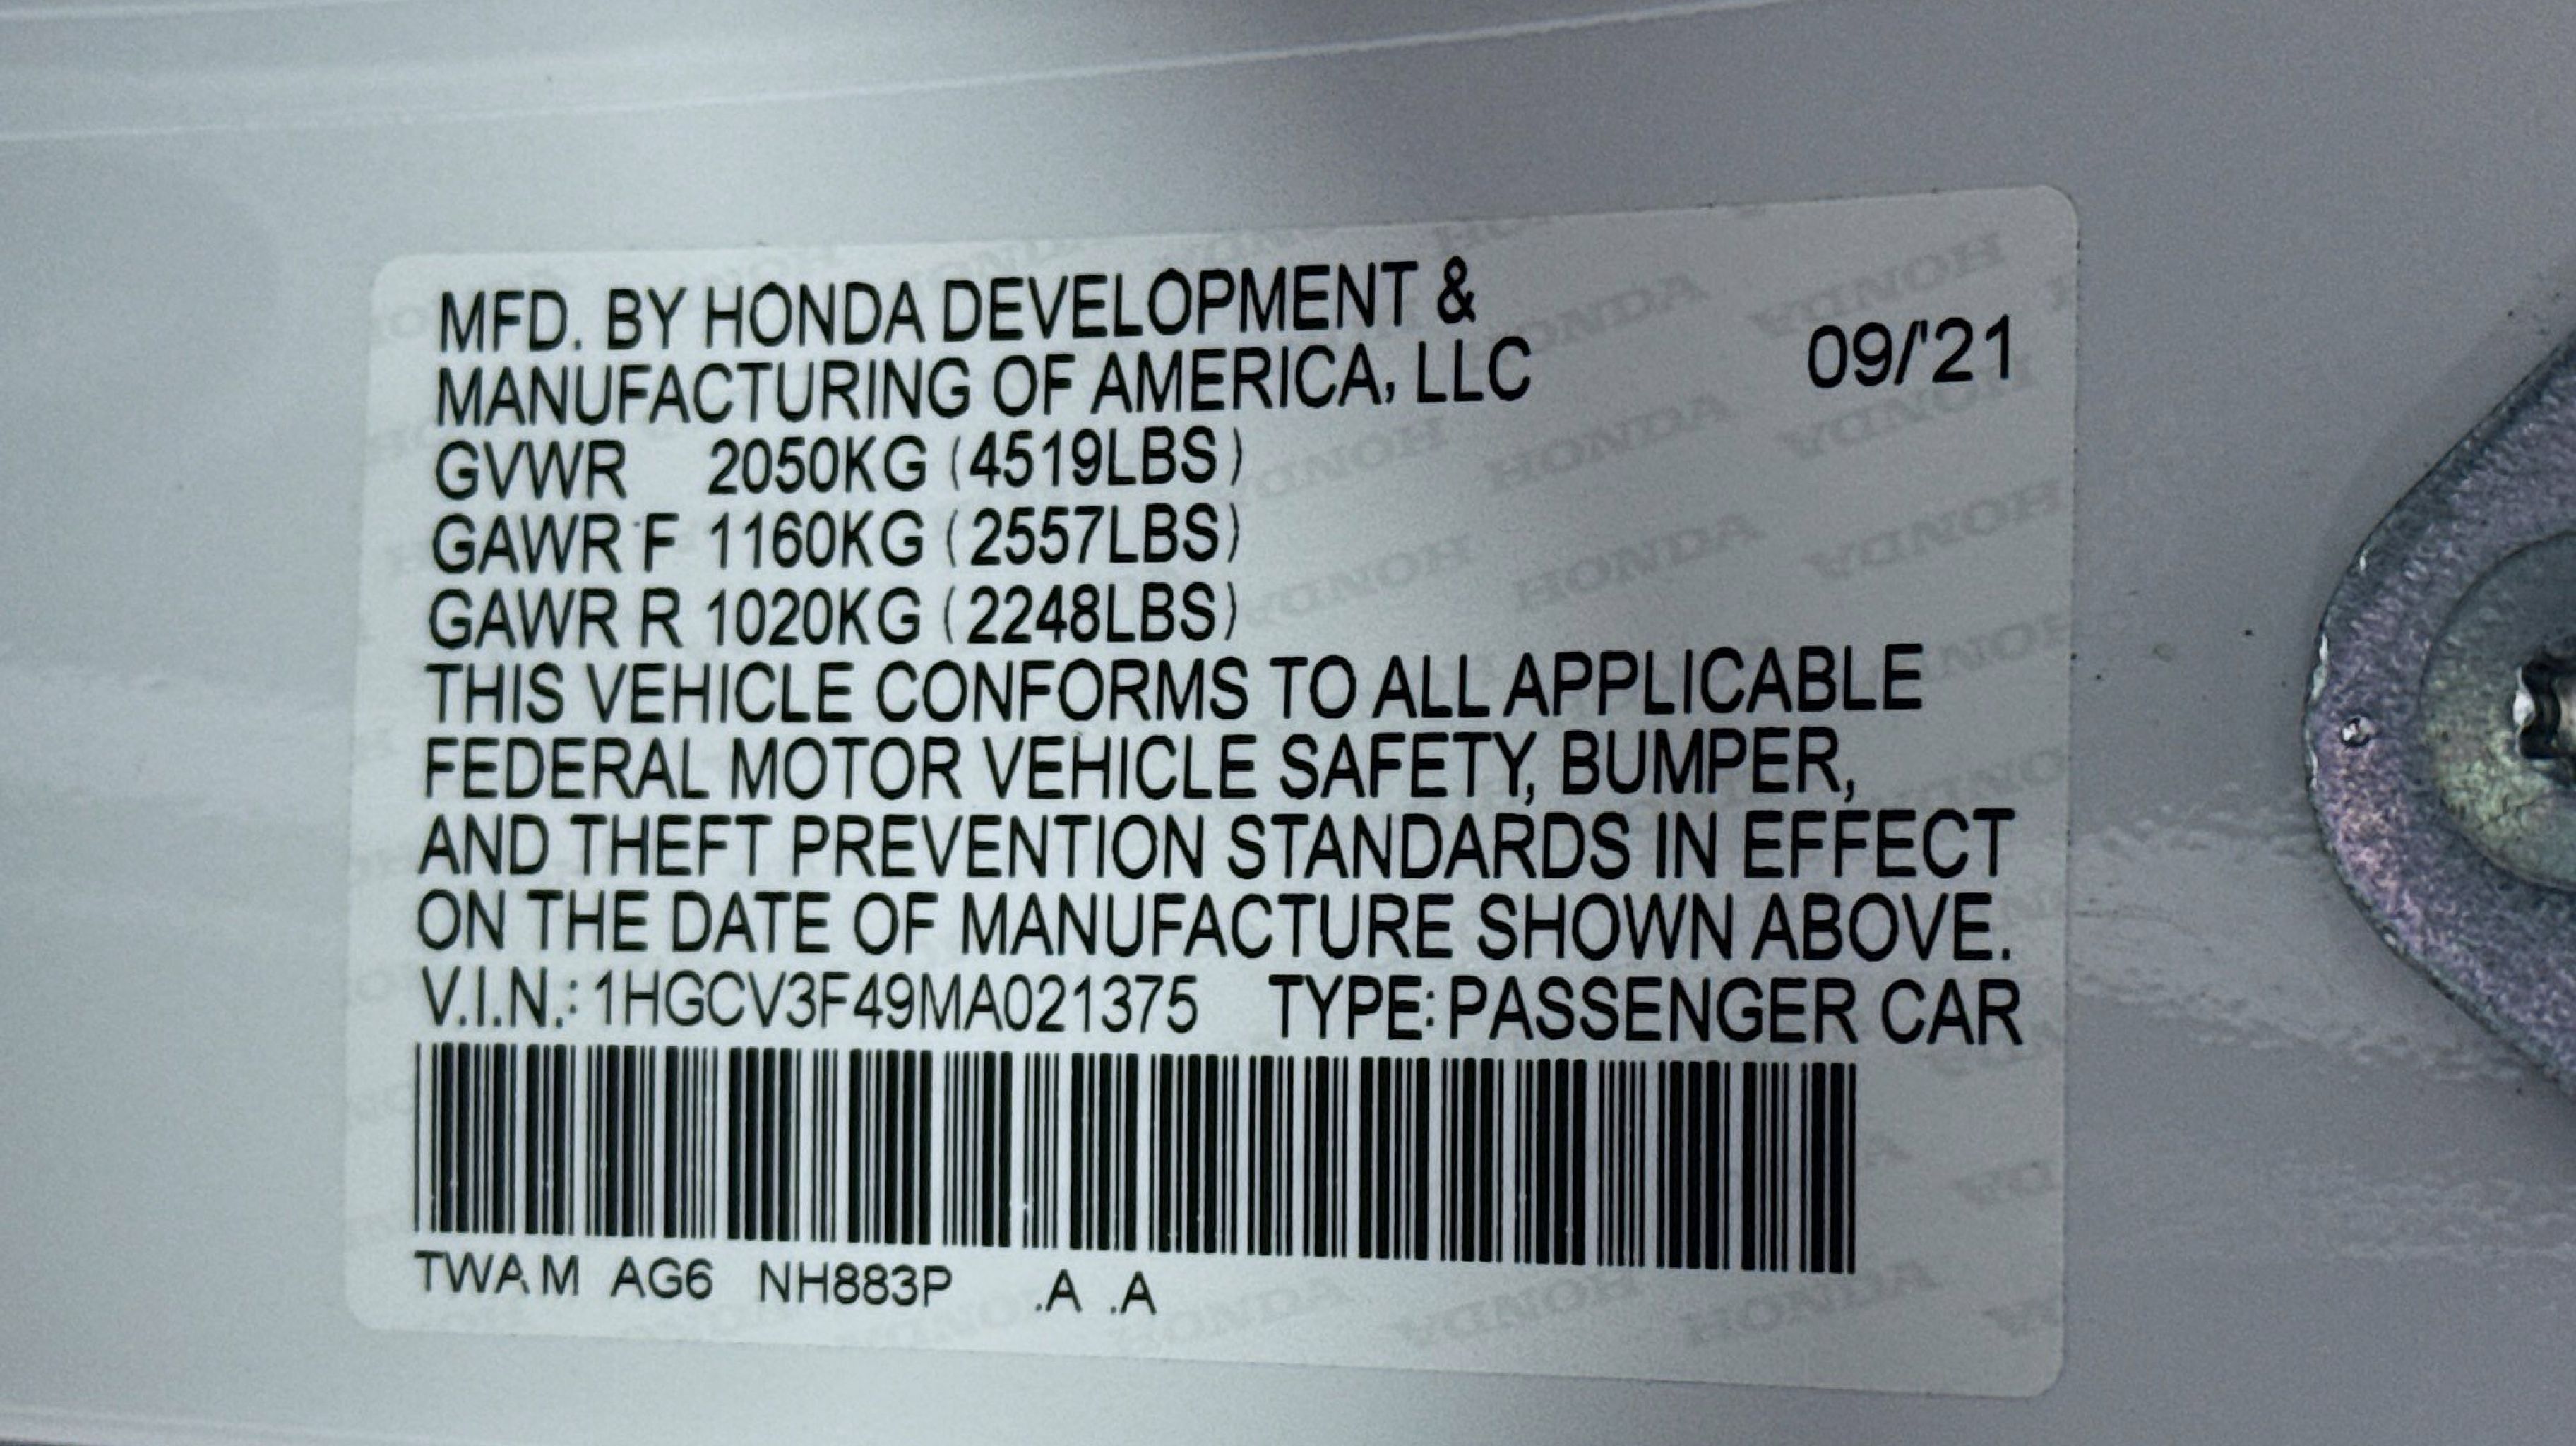 MFD. BY HONDA DEVELOPMENT &
MANUFACTURING OF AMERICA, LLC
09/'21
GVWR 2050KG (4519LBS)
GAWR F 1160KG (2557LBS)
GAWR R 1020KG (2248LBS)
THIS VEHICLE CONFORMS TO ALL APPLICABLE
FEDERAL MOTOR VEHICLE SAFETY, BUMPER,
AND THEFT PREVENTION STANDARDS IN EFFECT
ON THE DATE OF MANUFACTURE SHOWN ABOVE.
V.I.N.: 1HGCV3F49MA021375 TYPE: PASSENGER CAR
TWA M AG6 NH883P .A .A